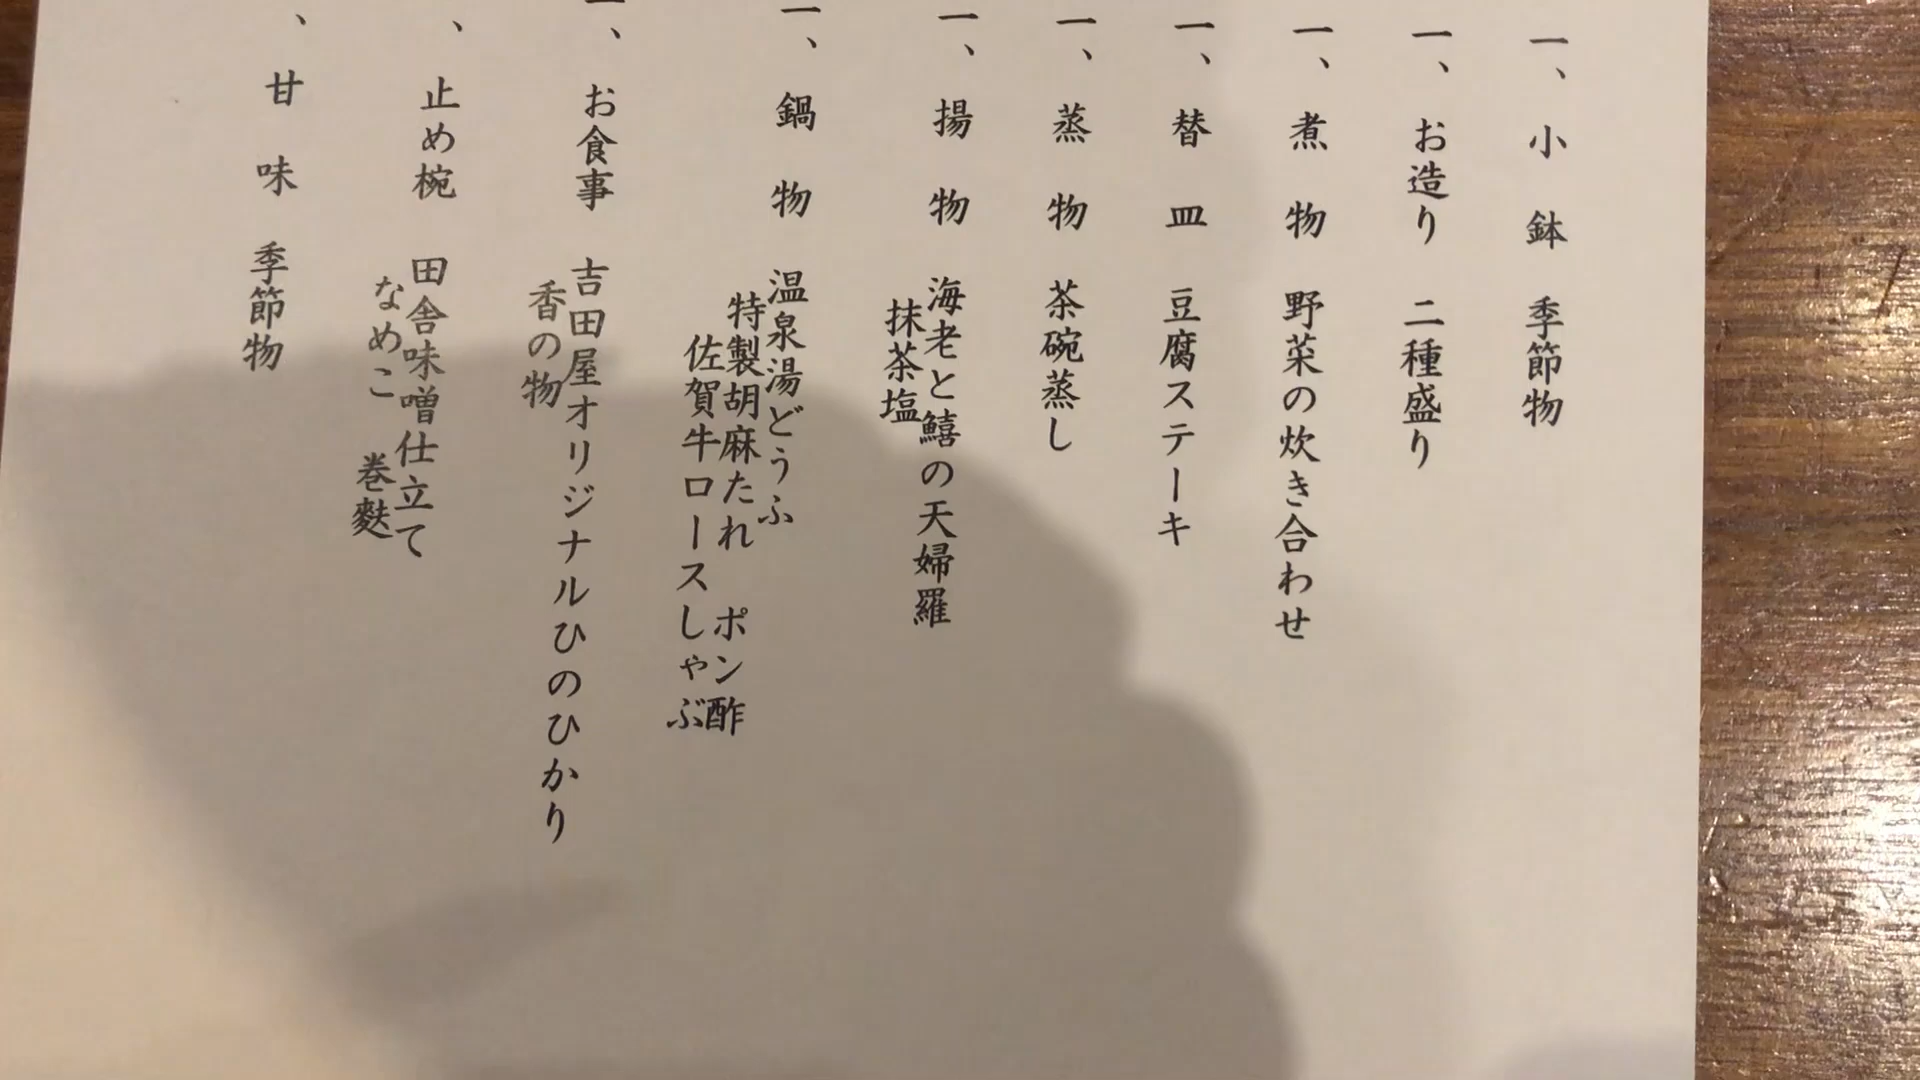 一、小鉢 季節物
一、お造り 二種盛り
一、煮物 野菜の炊き合わせ
一、替皿 豆腐ステーキ
一、蒸物 茶碗蒸し
一、揚物 海老と鱚の天婦羅
抹茶塩
一、鍋物 温泉湯どうふ
特製胡麻たれ ポン酢
佐賀牛ロースしゃぶ
一、お食事 吉田屋オリジナルひのひかり
香の物
、止め椀 田舎味噌仕立て
なめこ 巻麩
、甘味 季節物